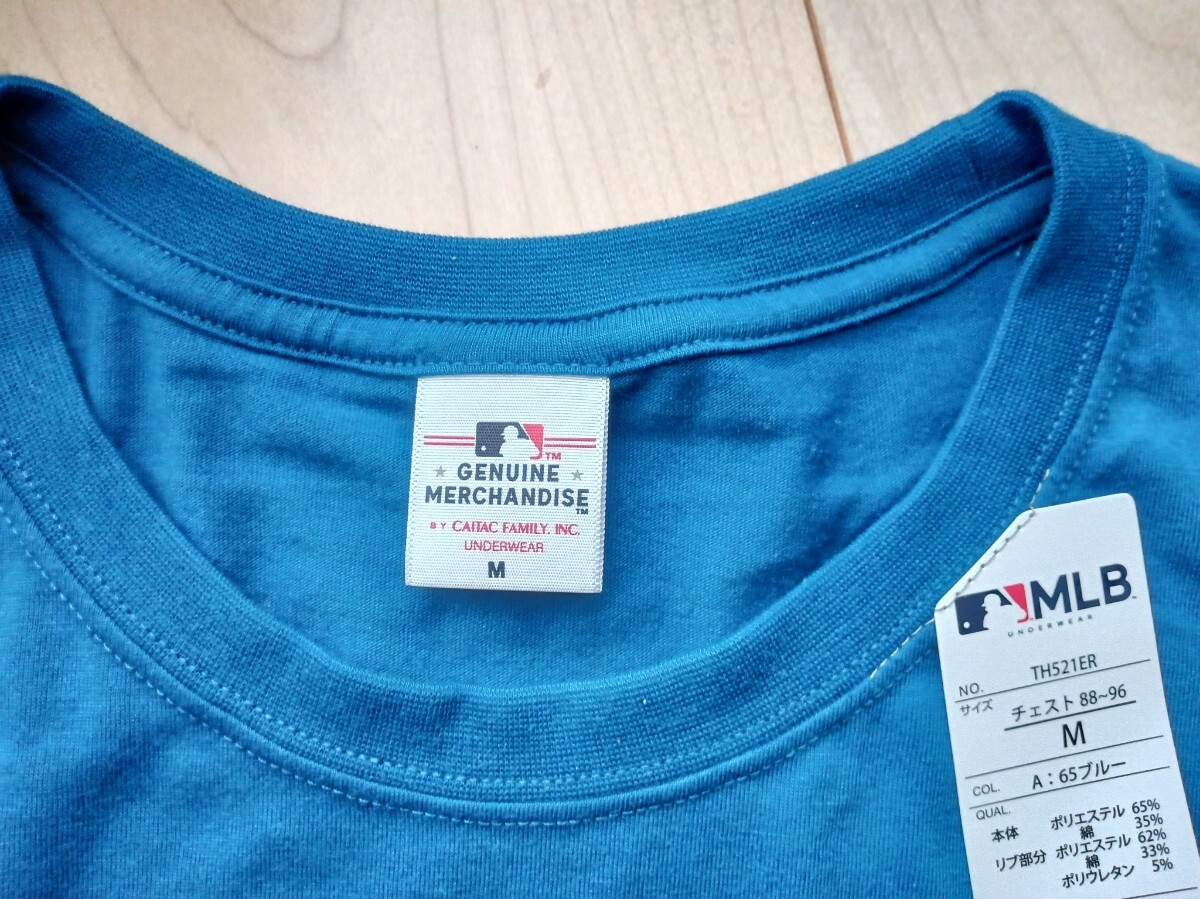 TM
GENUINE
MERCHANDISE
TM
BY CAITAC FAMILY, INC.
UNDERWEAR
M
MLB
UNDERWEAR
NO. TH521ER
サイズ チェスト 88~96
M
COL. A：65ブルー
QUAL.
本体 ポリエステル 65%
綿 35%
リブ部分 ポリエステル 62%
綿 33%
ポリウレタン 5%